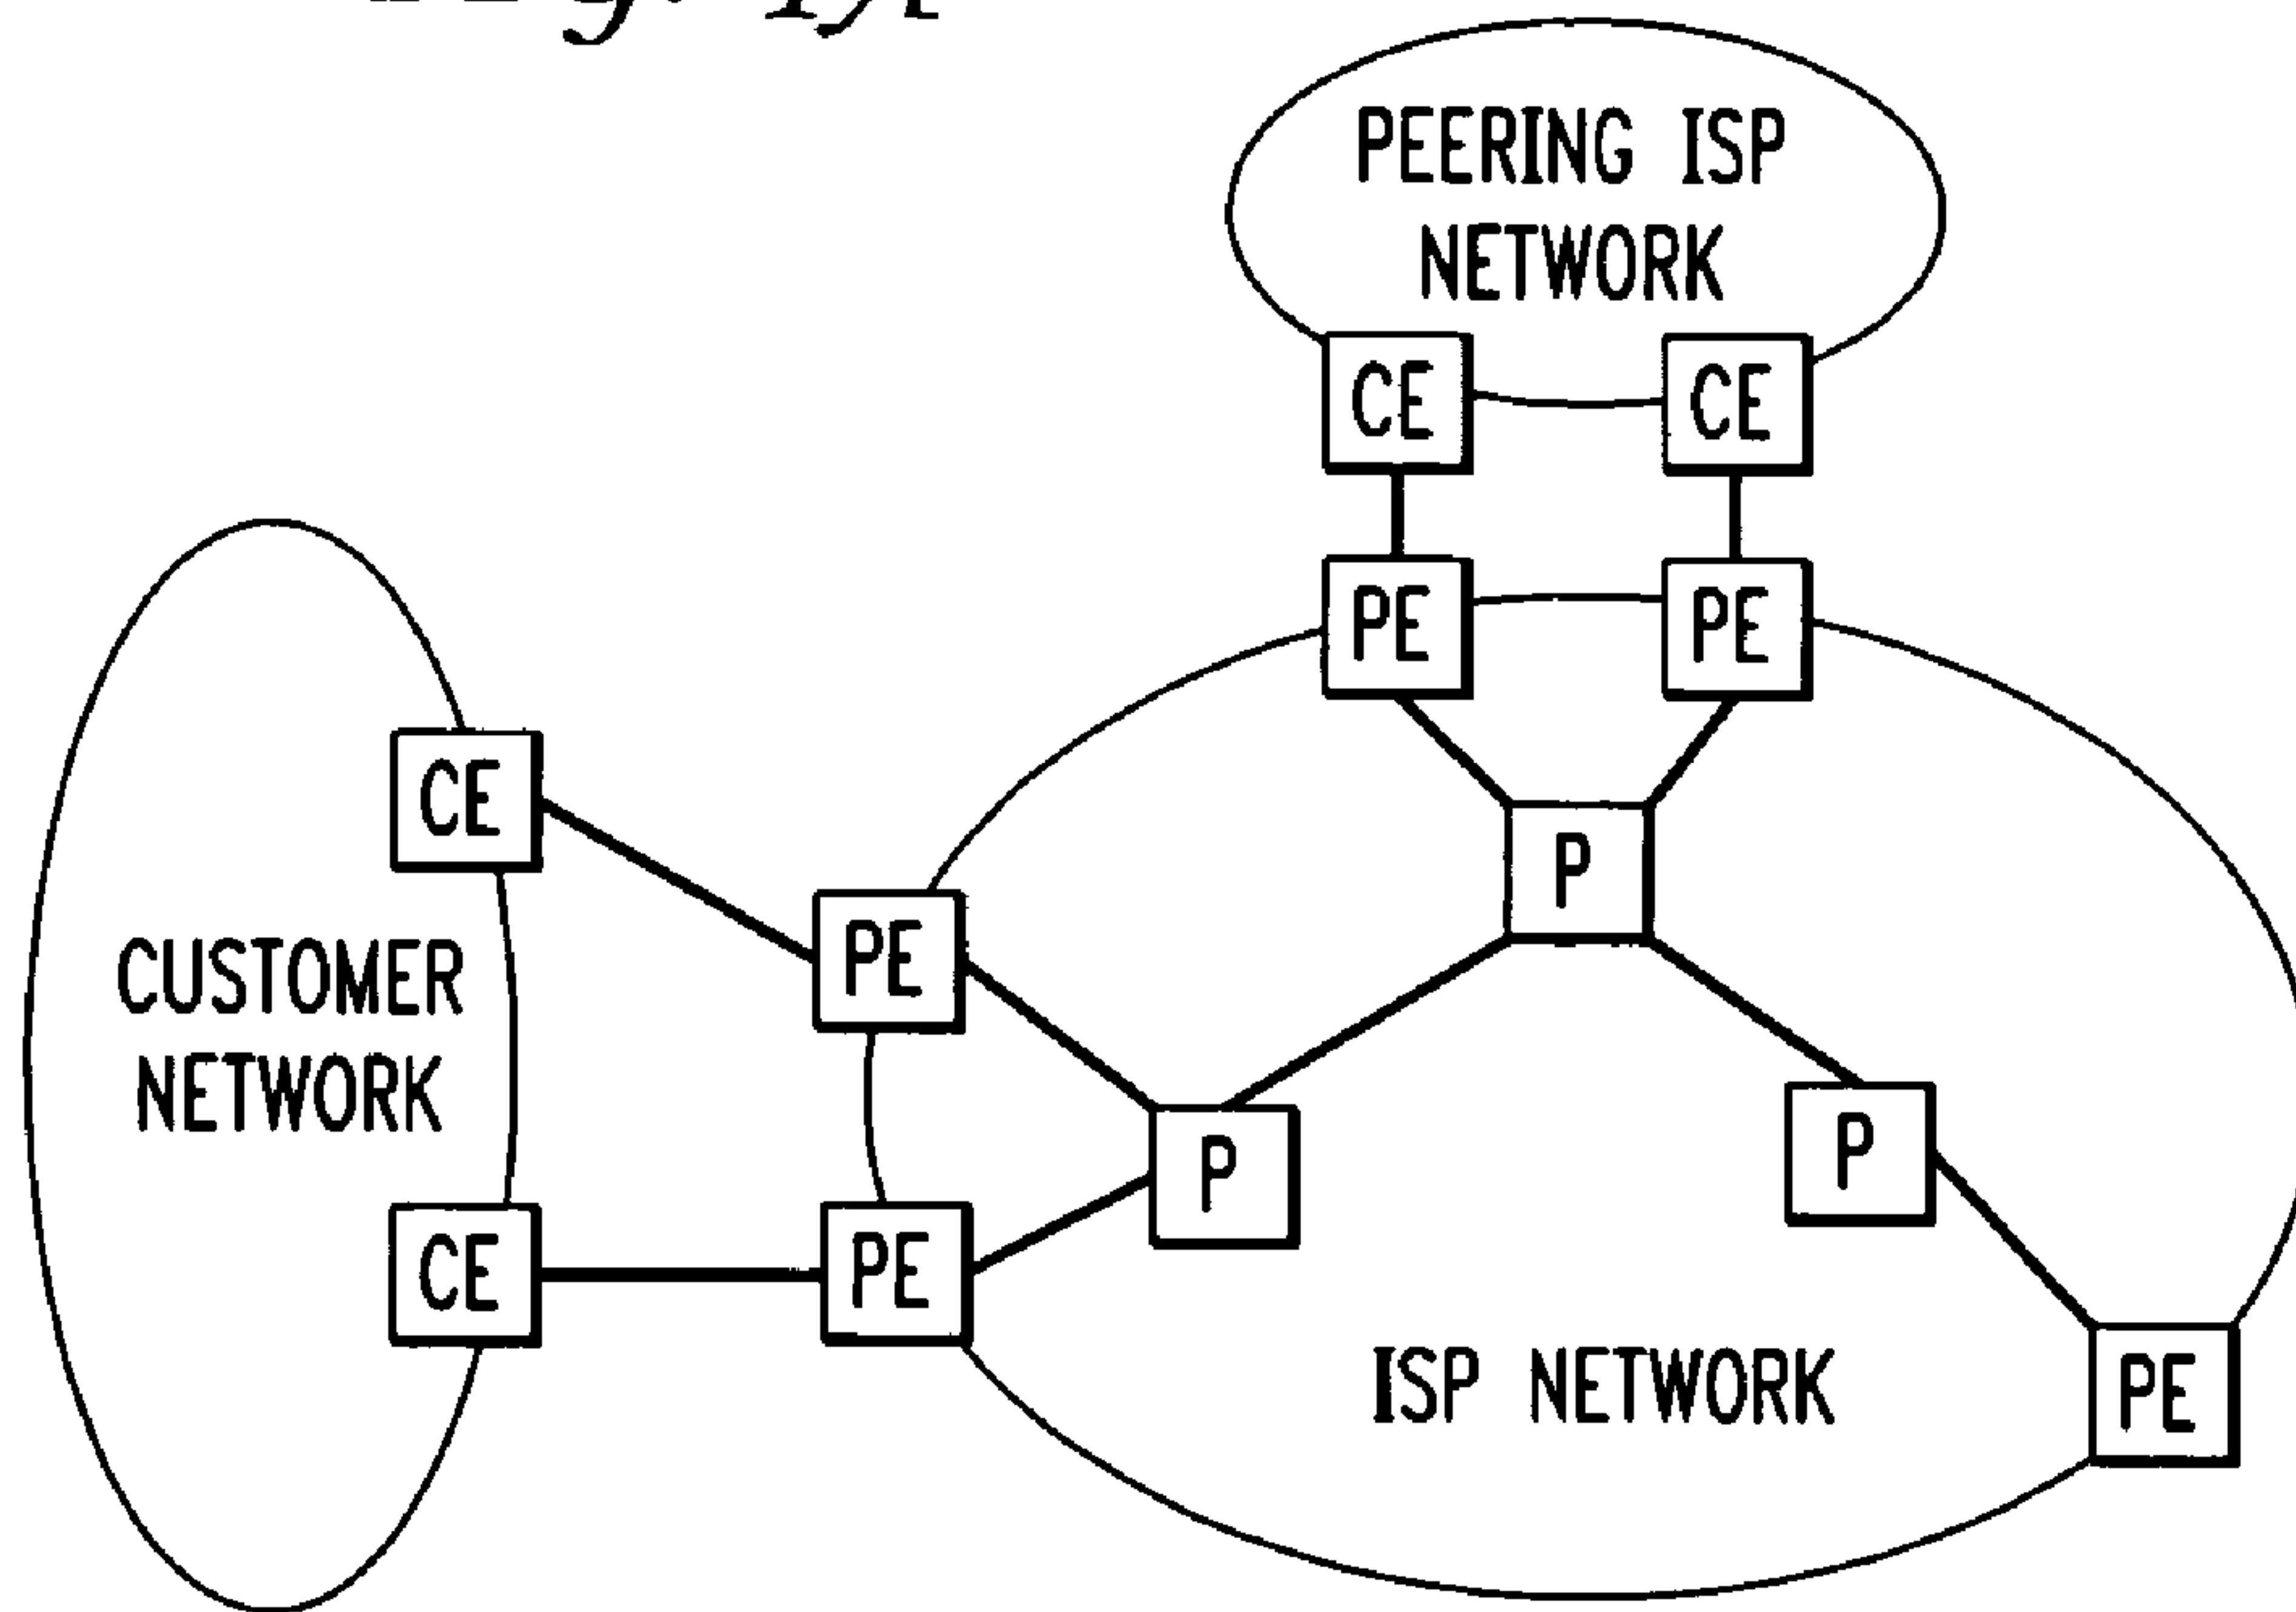 PEERING ISP
NETWORK
CE CE
PE PE
CE
P
PE
CUSTOMER
NETWORK
P
P
CE
PE
ISP NETWORK
PE